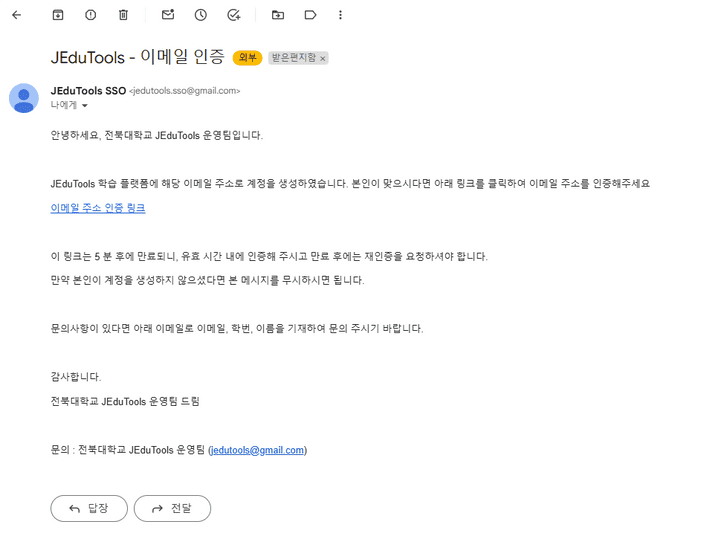 JEduTools - 이메일 인증 외부 받은편지함 ×
JEduTools SSO <jedutools.sso@gmail.com>
나에게
안녕하세요, 전북대학교 JEduTools 운영팀입니다.
JEduTools 학습 플랫폼에 해당 이메일 주소로 계정을 생성하였습니다. 본인이 맞으시다면 아래 링크를 클릭하여 이메일 주소를 인증해주세요
이메일 주소 인증 링크
이 링크는 5 분 후에 만료되니, 유효 시간 내에 인증해 주시고 만료 후에는 재인증을 요청하셔야 합니다.
만약 본인이 계정을 생성하지 않으셨다면 본 메시지를 무시하시면 됩니다.
문의사항이 있다면 아래 이메일로 이메일, 학번, 이름을 기재하여 문의 주시기 바랍니다.
감사합니다.
전북대학교 JEduTools 운영팀 드림
문의 : 전북대학교 JEduTools 운영팀 (jedutools@gmail.com)
답장 전달